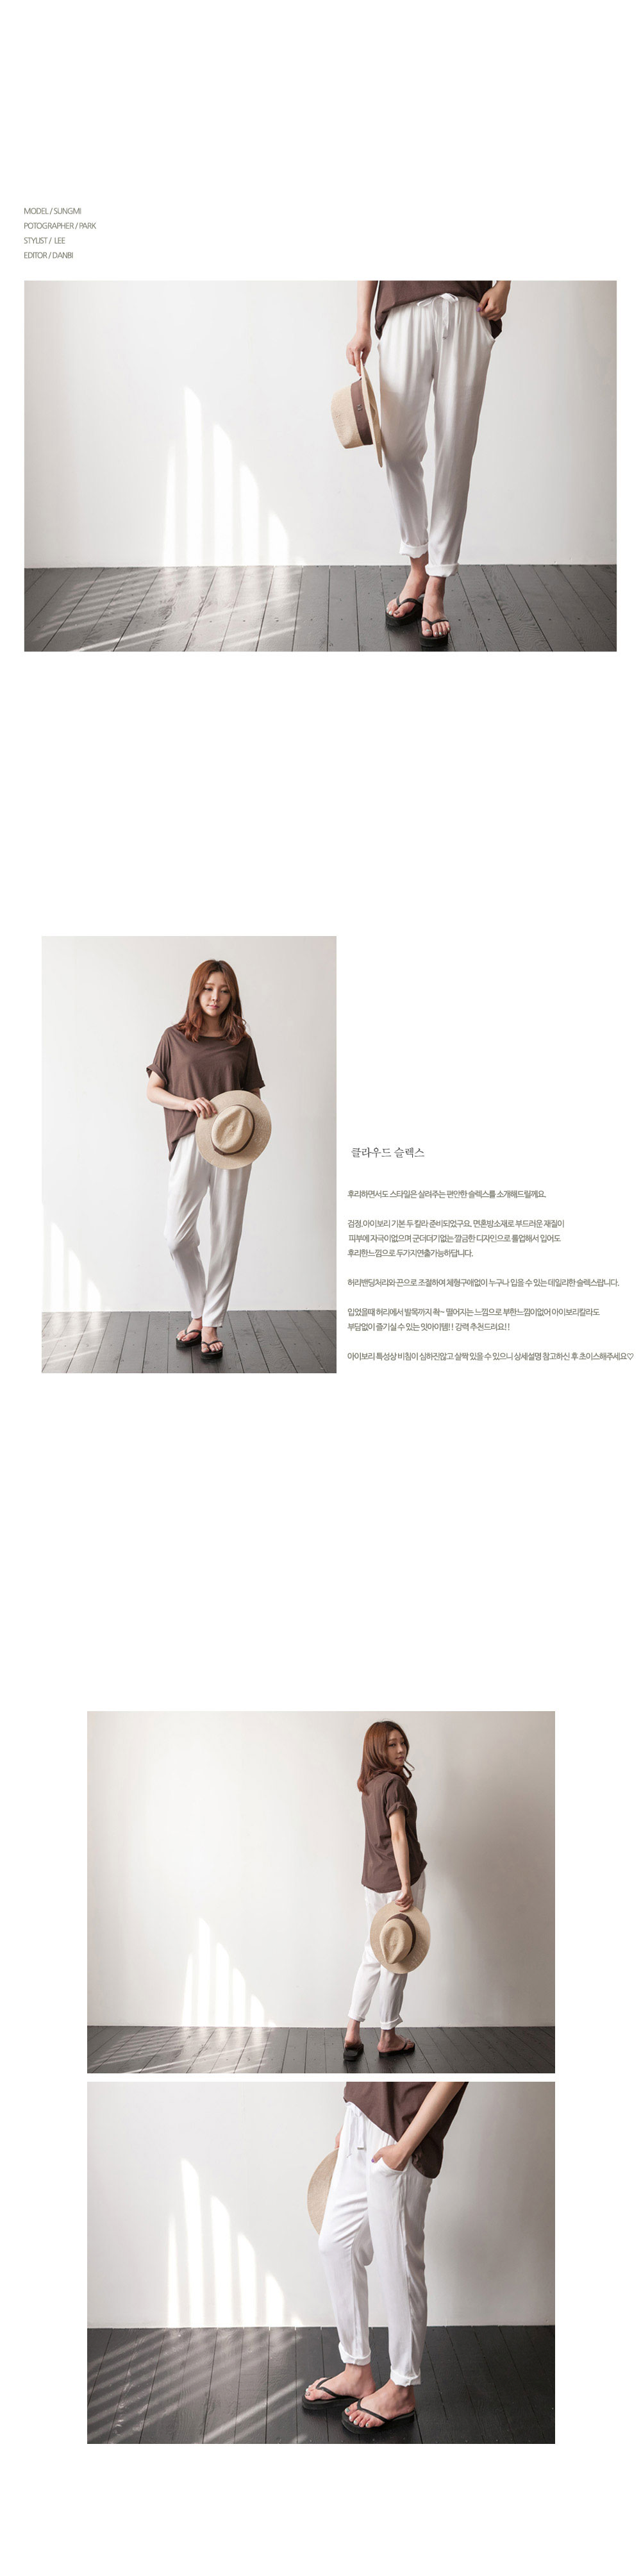 MODEL / SUNGMI
POTOGRAPHER / PARK
STYLIST / LEE
EDITOR / DANBI
클라우드 슬렉스
후리하면서도 스타일은 살려주는 편안한 슬렉스를 소개해드릴께요.
검정.아이보리 기본 두 칼라 준비되었구요, 면혼방소재로 부드러운 재질이
피부에 자극이없으며 군더더기없는 깔끔한 디자인으로 롤업해서 입어도
후리한느낌으로 두가지연출가능하답니다.
허리밴딩처리와 끈으로 조절하여 체형구애없이 누구나 입을 수 있는 데일리한 슬렉스랍니다.
입었을때 허리에서 발목까지 쫙~ 떨어지는 느낌으로 부한느낌이없어 아이보리칼라도
부담없이 즐기실 수 있는 잇아이템!! 강력 추천드려요!!
아이보리 특성상 비침이 심하진않고 살짝 있을 수 있으니 상세설명 참고하신 후 초이스해주세요♡